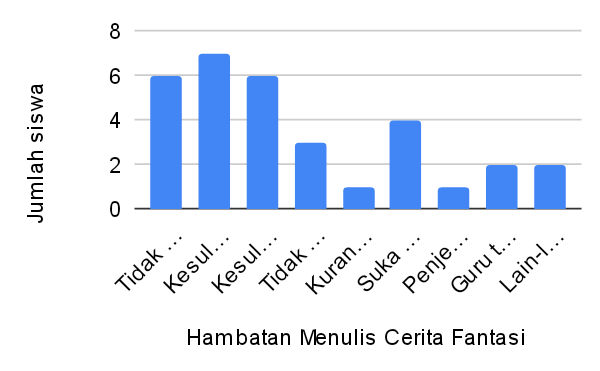 Jumlah siswa
8
6
4
2
0
Tidak ...
Kesul...
Kesul...
Tidak ...
Kuran...
Suka ...
Penje...
Guru t...
Lain-l...
Hambatan Menulis Cerita Fantasi